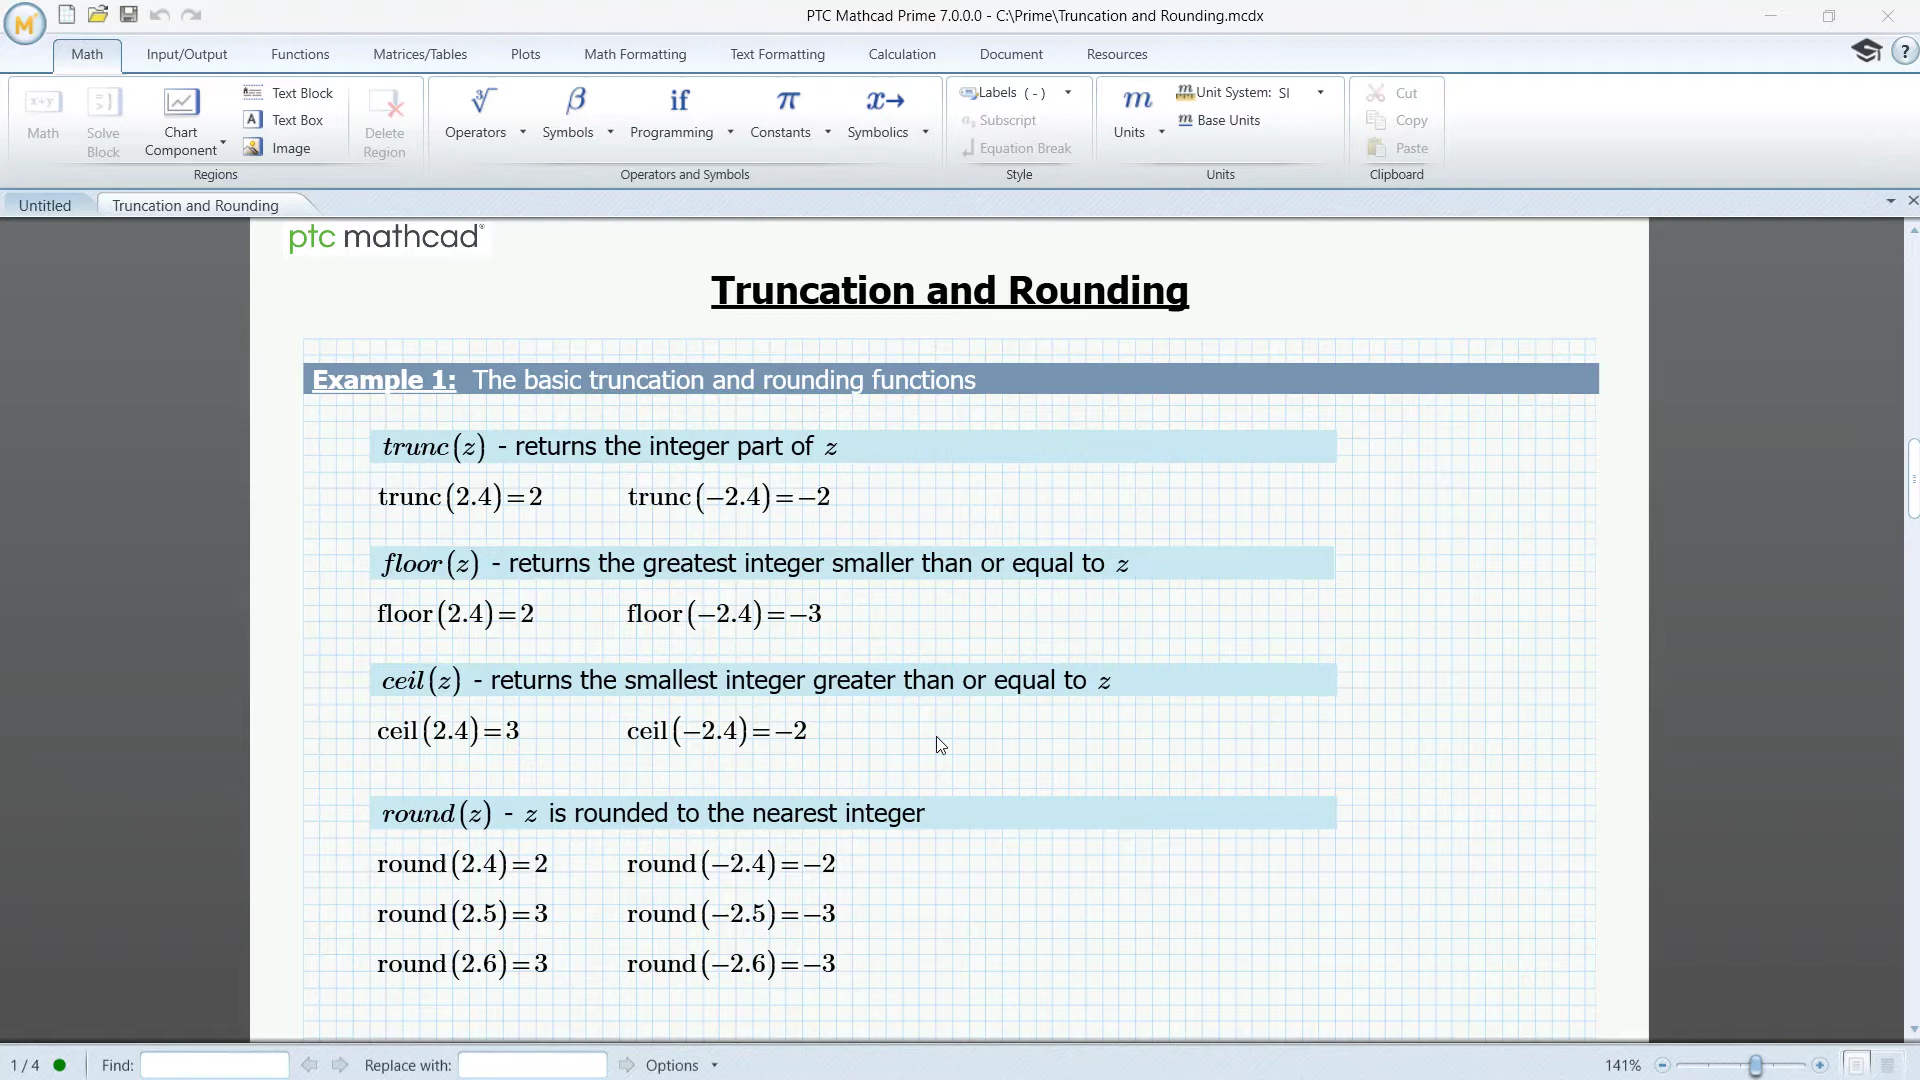 PTC Mathcad Prime 7.0.0.0 - C:\Prime\Truncation and Rounding.mcdx
Math Input/Output Functions Matrices/Tables Plots Math Formatting Text Formatting Calculation Document Resources
Math
Solve Block
Chart Component
Text Block
Text Box
Image
Delete Region
Regions
Operators
Symbols
Programming
Constants
Symbolics
Operators and Symbols
Labels ( - )
Subscript
Equation Break
Style
Units
Unit System: SI
Base Units
Units
Cut
Copy
Paste
Clipboard
Untitled Truncation and Rounding
ptc mathcad®
Truncation and Rounding
Example 1: The basic truncation and rounding functions
trunc(z) - returns the integer part of z
trunc(2.4)=2 trunc(−2.4)=−2
floor(z) - returns the greatest integer smaller than or equal to z
floor(2.4)=2 floor(−2.4)=−3
ceil(z) - returns the smallest integer greater than or equal to z
ceil(2.4)=3 ceil(−2.4)=−2
round(z) - z is rounded to the nearest integer
round(2.4)=2 round(−2.4)=−2
round(2.5)=3 round(−2.5)=−3
round(2.6)=3 round(−2.6)=−3
1 / 4 Find: Replace with: Options 141%